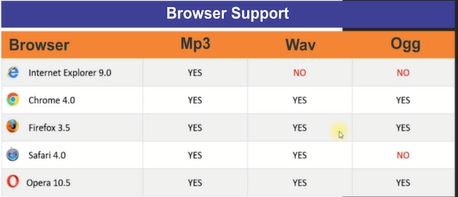 Browser Support
Browser Mp3 Wav Ogg
Internet Explorer 9.0 YES NO NO
Chrome 4.0 YES YES YES
Firefox 3.5 YES YES YES
Safari 4.0 YES YES NO
Opera 10.5 YES YES YES